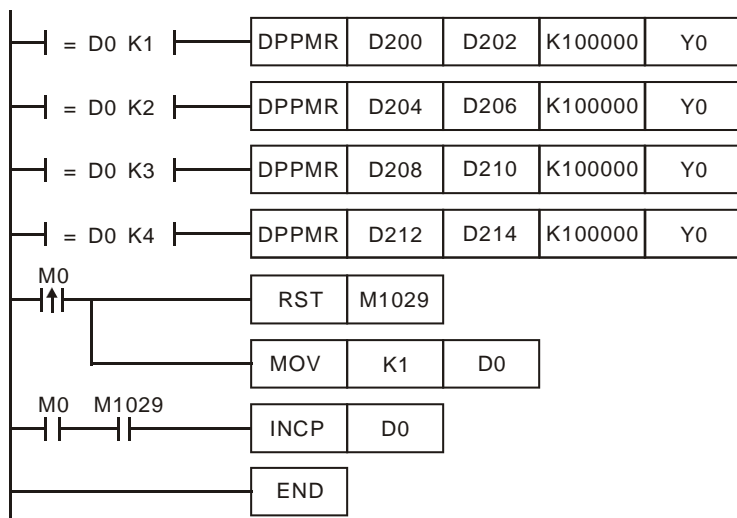 = D0 K1 DPPMR D200 D202 K100000 Y0
= D0 K2 DPPMR D204 D206 K100000 Y0
= D0 K3 DPPMR D208 D210 K100000 Y0
= D0 K4 DPPMR D212 D214 K100000 Y0
M0
RST M1029
MOV K1 D0
M0 M1029
INCP D0
END